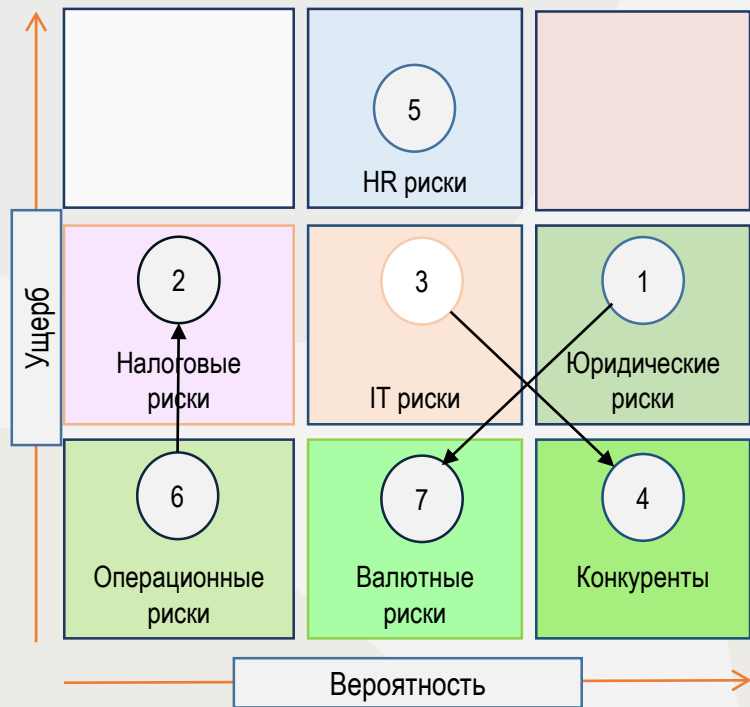 5
HR риски
Ущерб
2
Налоговые
риски
3
IT риски
1
Юридические
риски
6
Операционные
риски
7
Валютные
риски
4
Конкуренты
Вероятность